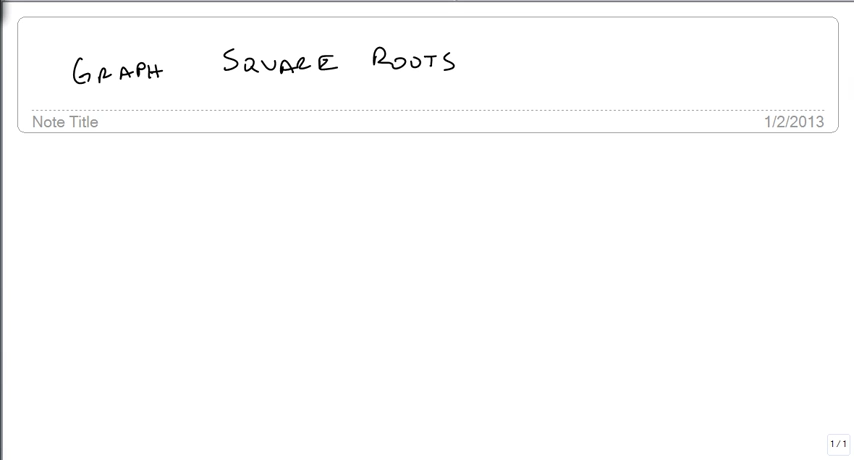 GRAPH SQUARE ROOTS
Note Title 1/2/2013
1 / 1